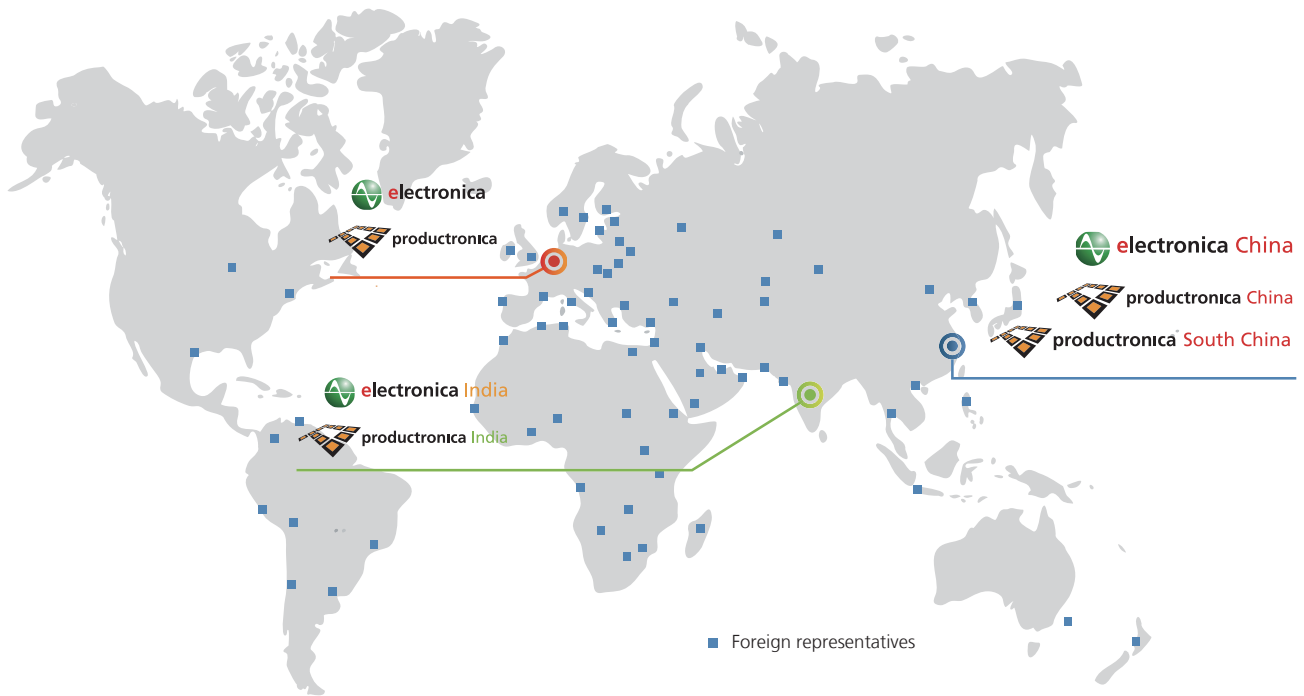 electronica
productronica
electronica China
productronica China
productronica South China
electronica India
productronica India
Foreign representatives